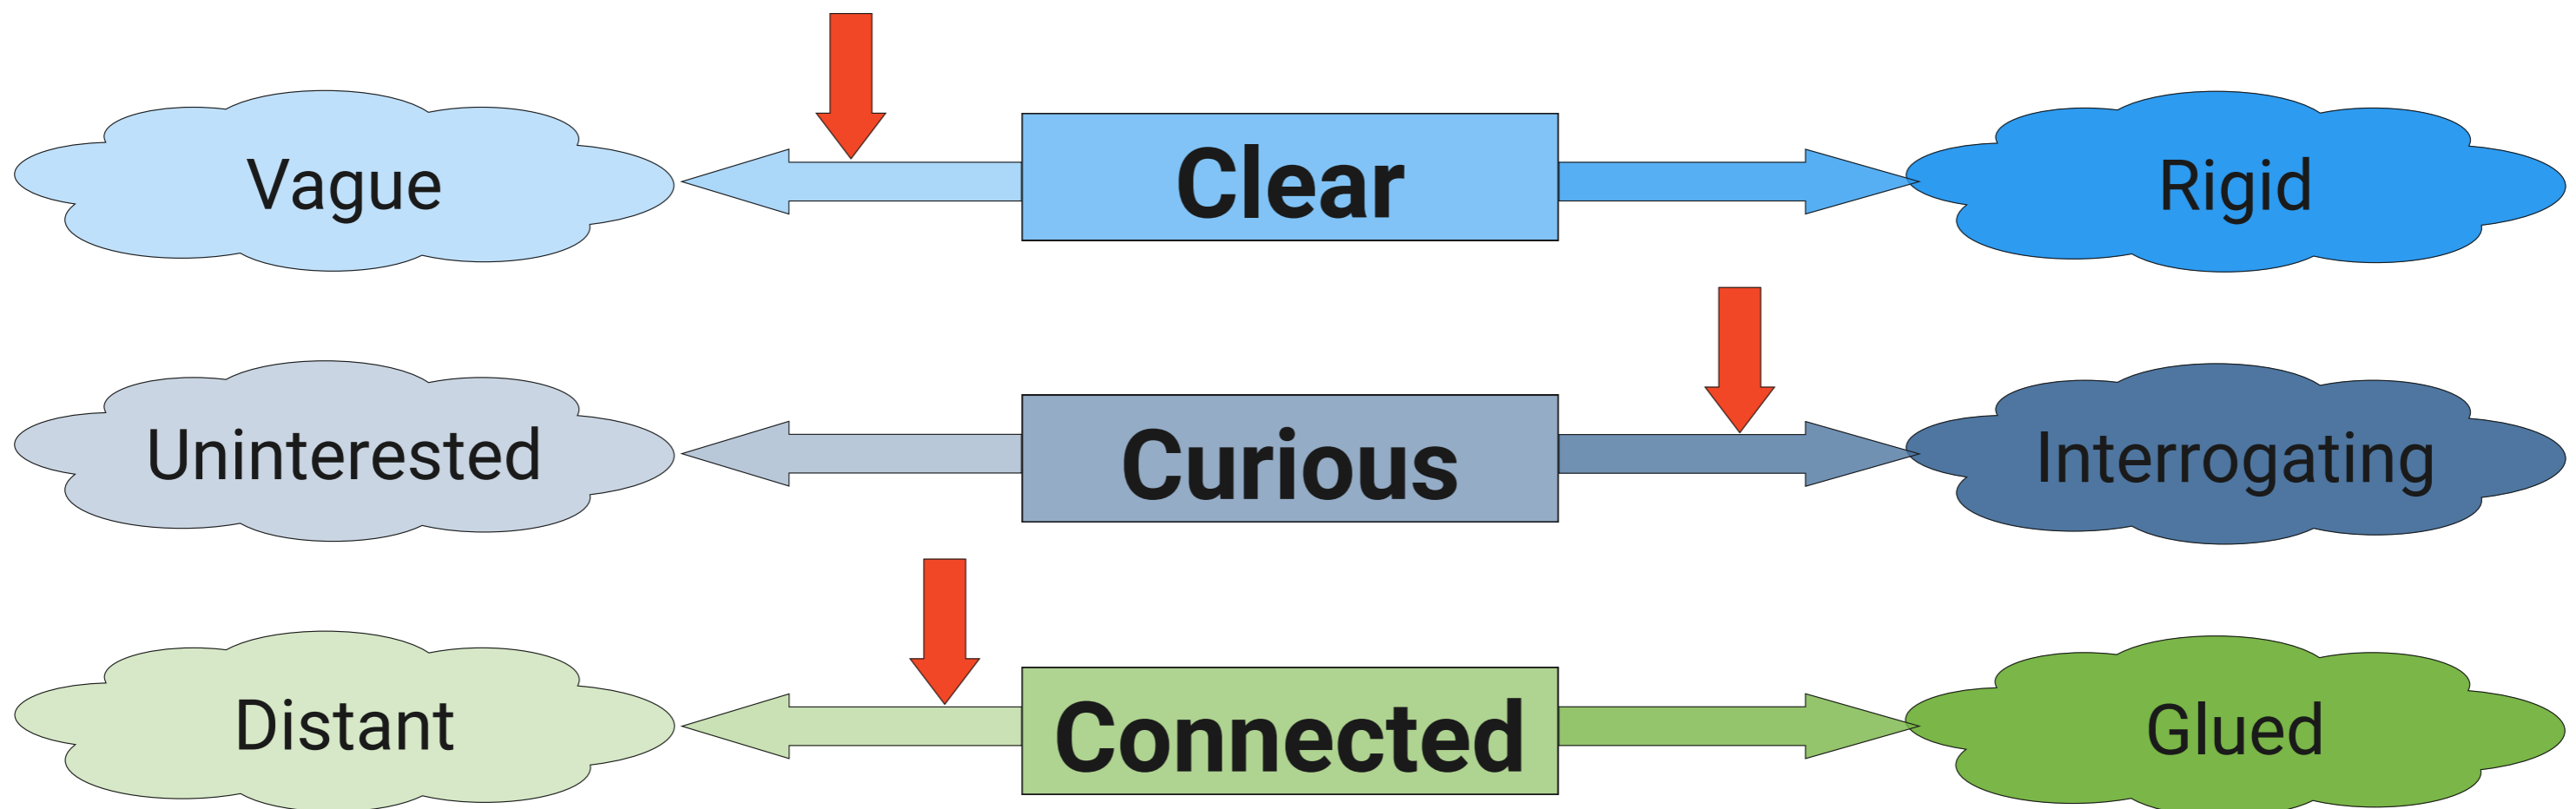 Vague
Clear
Rigid
Uninterested
Curious
Interrogating
Distant
Connected
Glued